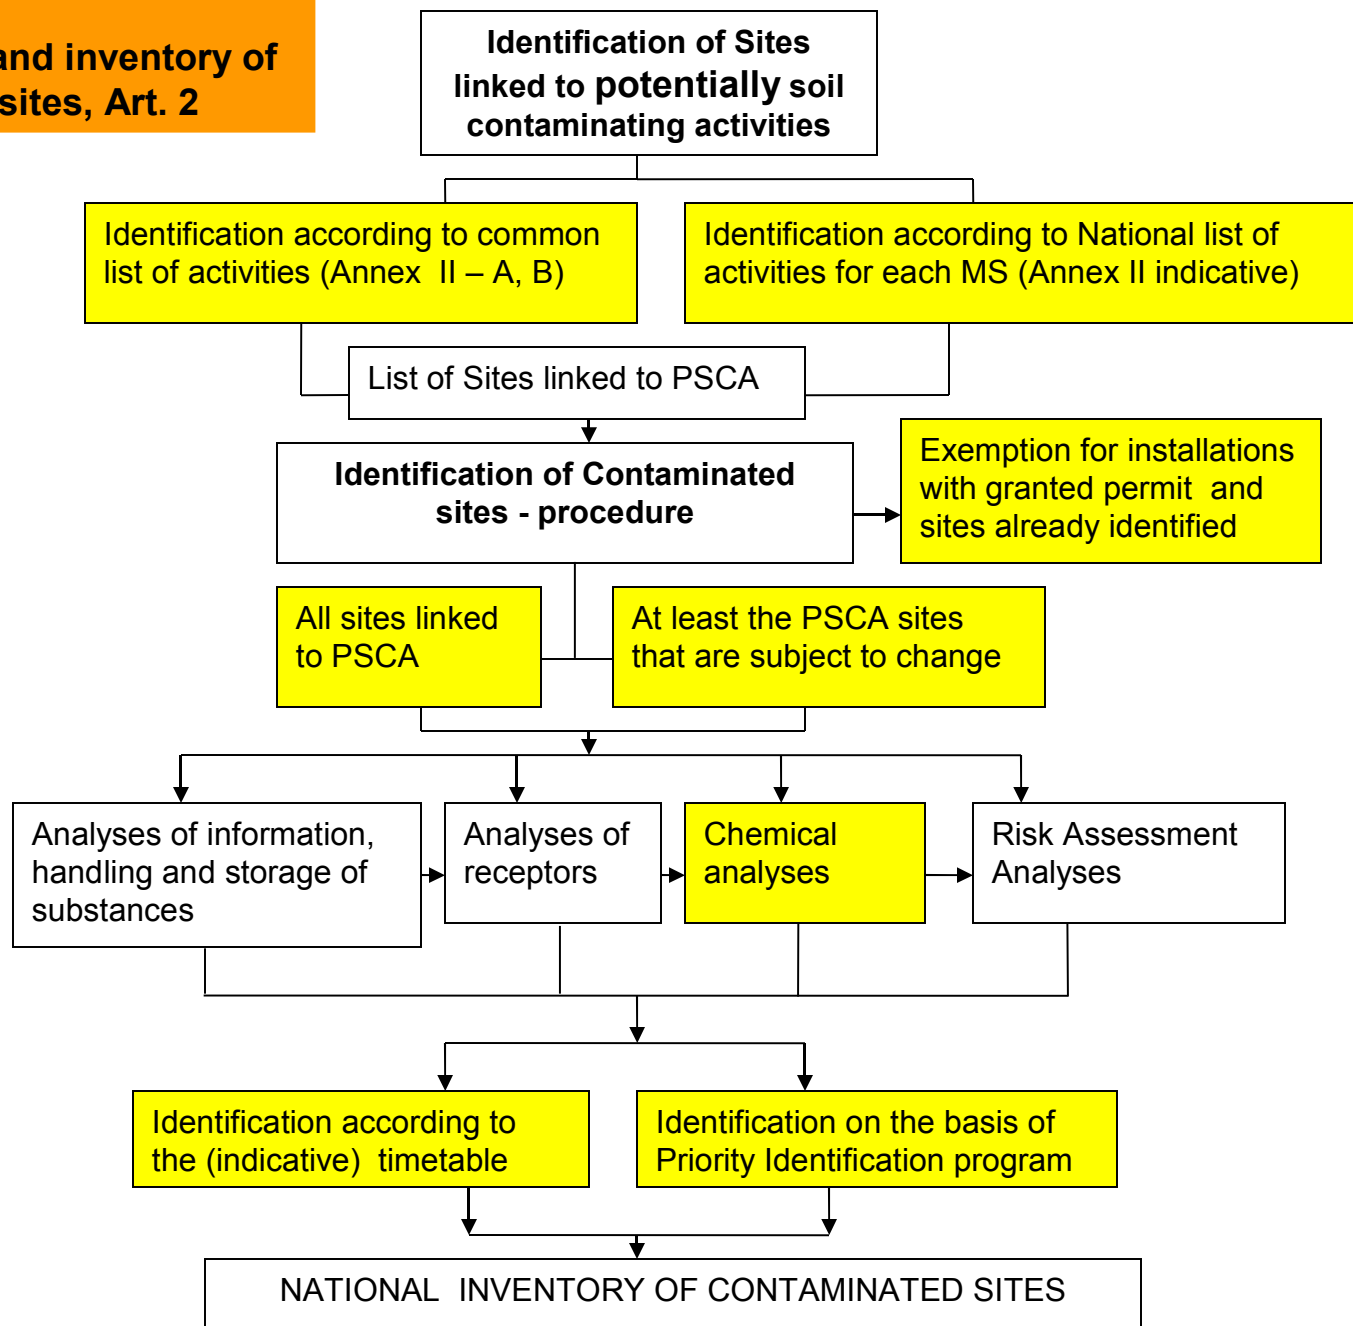 and inventory of
sites, Art. 2
Identification of Sites
linked to potentially soil
contaminating activities
Identification according to common
list of activities (Annex II – A, B)
Identification according to National list of
activities for each MS (Annex II indicative)
List of Sites linked to PSCA
Identification of Contaminated
sites - procedure
Exemption for installations
with granted permit and
sites already identified
All sites linked
to PSCA
At least the PSCA sites
that are subject to change
Analyses of information,
handling and storage of
substances
Analyses of
receptors
Chemical
analyses
Risk Assessment
Analyses
Identification according to
the (indicative) timetable
Identification on the basis of
Priority Identification program
NATIONAL INVENTORY OF CONTAMINATED SITES